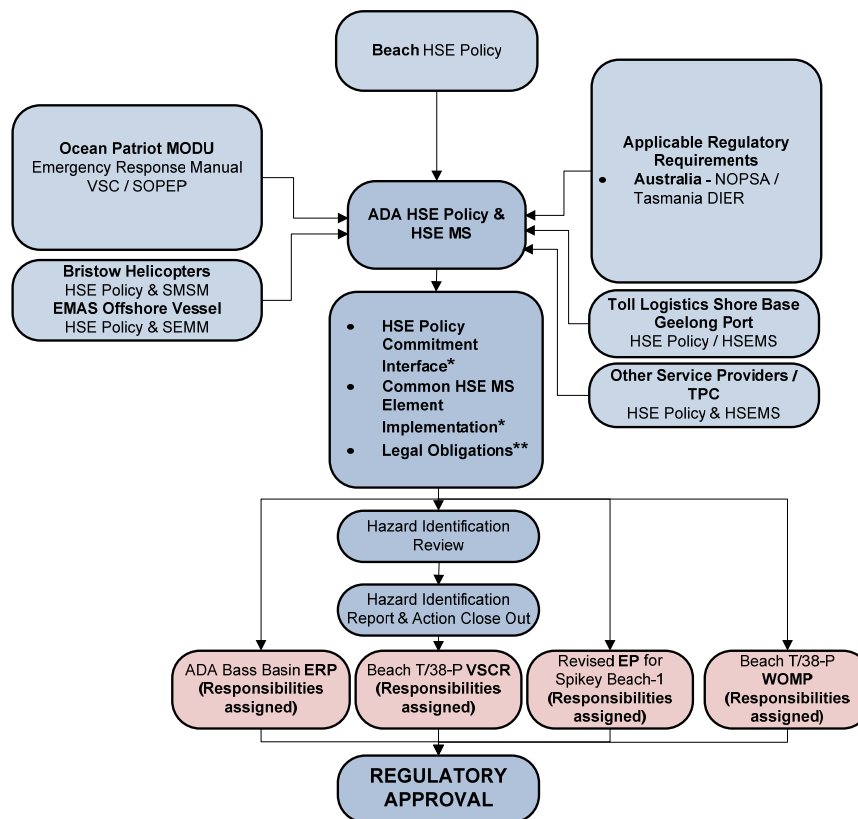 Beach HSE Policy
Ocean Patriot MODU
Emergency Response Manual
VSC / SOPEP
Applicable Regulatory
Requirements
• Australia - NOPSA /
Tasmania DIER
ADA HSE Policy &
HSE MS
Bristow Helicopters
HSE Policy & SMSM
EMAS Offshore Vessel
HSE Policy & SEMM
Toll Logistics Shore Base
Geelong Port
HSE Policy / HSEMS
Other Service Providers /
TPC
HSE Policy & HSEMS
• HSE Policy
Commitment
Interface*
• Common HSE MS
Element
Implementation*
• Legal Obligations**
Hazard Identification
Review
Hazard Identification
Report & Action Close Out
ADA Bass Basin ERP
(Responsibilities
assigned)
Beach T/38-P VSCR
(Responsibilities
assigned)
Revised EP for
Spikey Beach-1
(Responsibilities
assigned)
Beach T/38-P
WOMP
(Responsibilities
assigned)
REGULATORY
APPROVAL